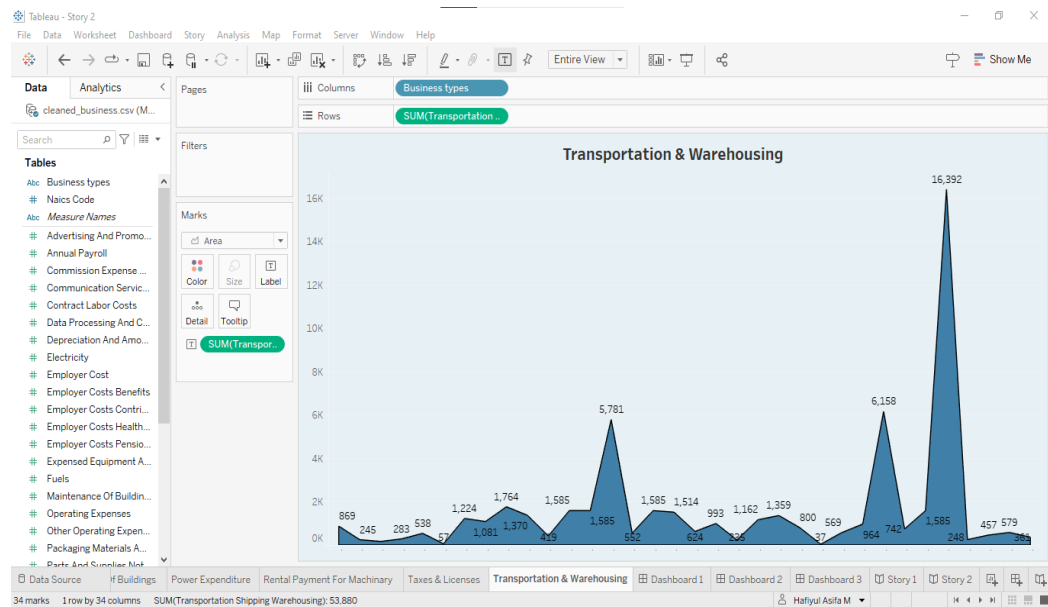 Tableau - Story 2
File Data Worksheet Dashboard Story Analysis Map Format Server Window Help
Entire View
Show Me
Data Analytics
cleaned_business.csv (M...
Search
Tables
Abc Business types
# Naics Code
Abc Measure Names
# Advertising And Promo...
# Annual Payroll
# Commission Expense ...
# Communication Servic...
# Contract Labor Costs
# Data Processing And C...
# Depreciation And Amo...
# Electricity
# Employer Cost
# Employer Costs Benefits
# Employer Costs Contri...
# Employer Costs Health...
# Employer Costs Pensio...
# Expensed Equipment A...
# Fuels
# Maintenance Of Buildin...
# Operating Expenses
# Other Operating Expen...
# Packaging Materials A...
# Parts And Supplies Not
Pages
Filters
Marks
Area
Color Size Label
T
Detail Tooltip
T SUM(Transpor..
Columns Business types
Rows SUM(Transportation ..
Transportation & Warehousing
16K
14K
12K
10K
8K
6K
4K
2K
0K
869 245 283 538 57 1,224 1,081 1,764 1,370 419 1,585 1,585 5,781 552 1,585 1,514 624 993 1,162 1,359 800 37 569 964 6,158 742 1,585 16,392 248 457 579
Data Source f Buildings Power Expenditure Rental Payment For Machinery Taxes & Licenses Transportation & Warehousing Dashboard 1 Dashboard 2 Dashboard 3 Story 1 Story 2
34 marks 1 row by 34 columns SUM(Transportation Shipping Warehousing): 53,880 Hafiyul Asifa M